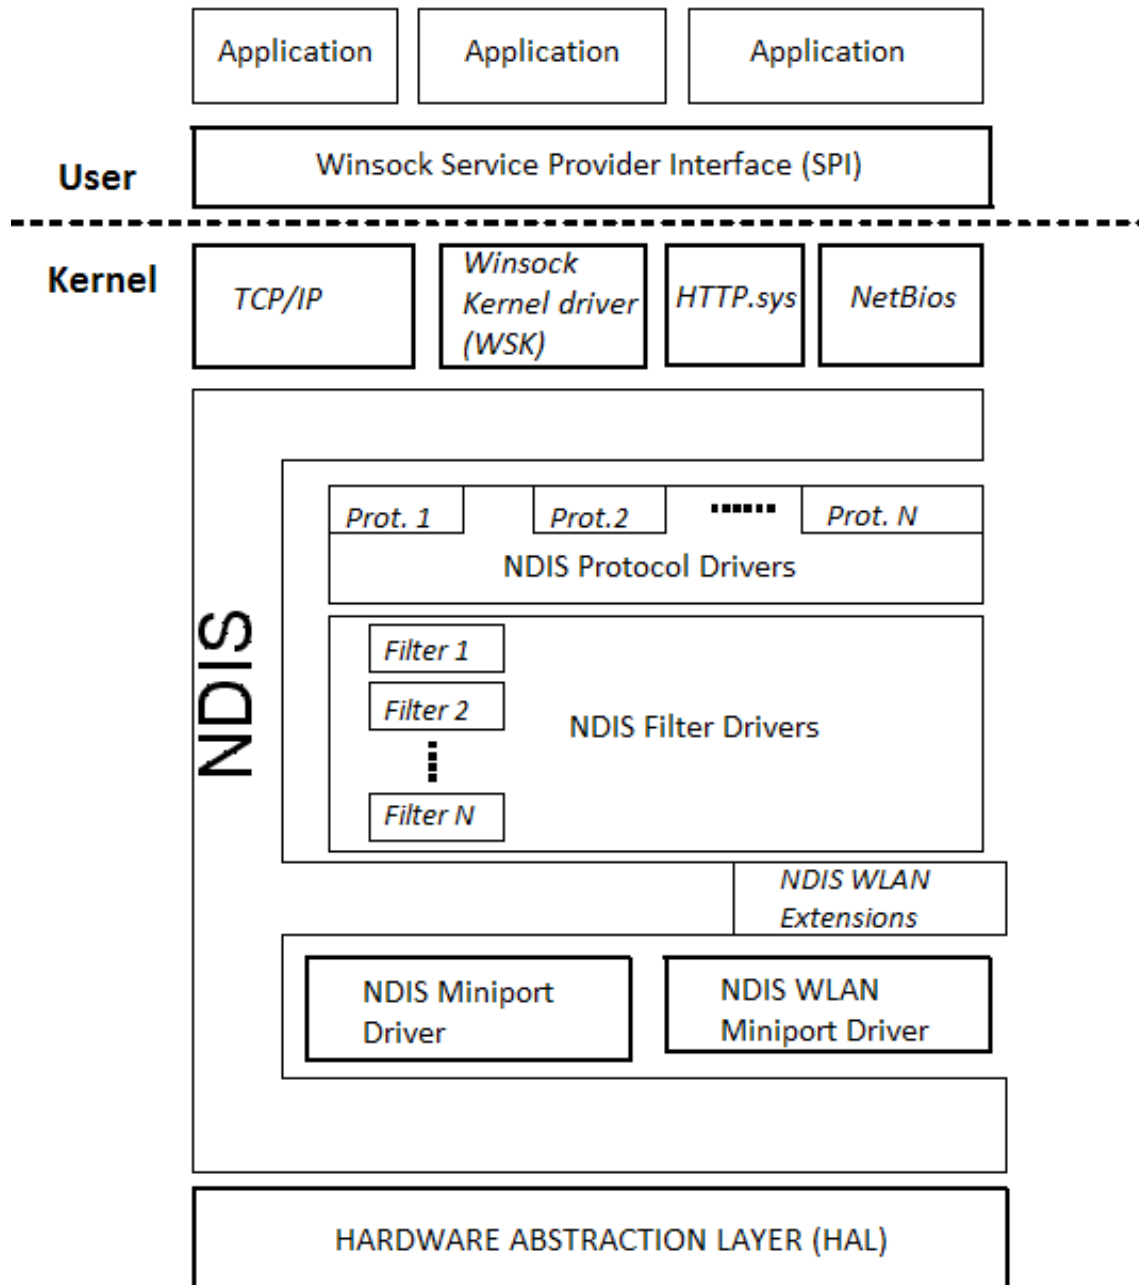 Application
Application
Application
Winsock Service Provider Interface (SPI)
User
Kernel
TCP/IP
Winsock
Kernel driver
(WSK)
HTTP.sys
NetBios
NDIS
Prot. 1
Prot.2
Prot. N
NDIS Protocol Drivers
Filter 1
Filter 2
Filter N
NDIS Filter Drivers
NDIS WLAN
Extensions
NDIS Miniport
Driver
NDIS WLAN
Miniport Driver
HARDWARE ABSTRACTION LAYER (HAL)